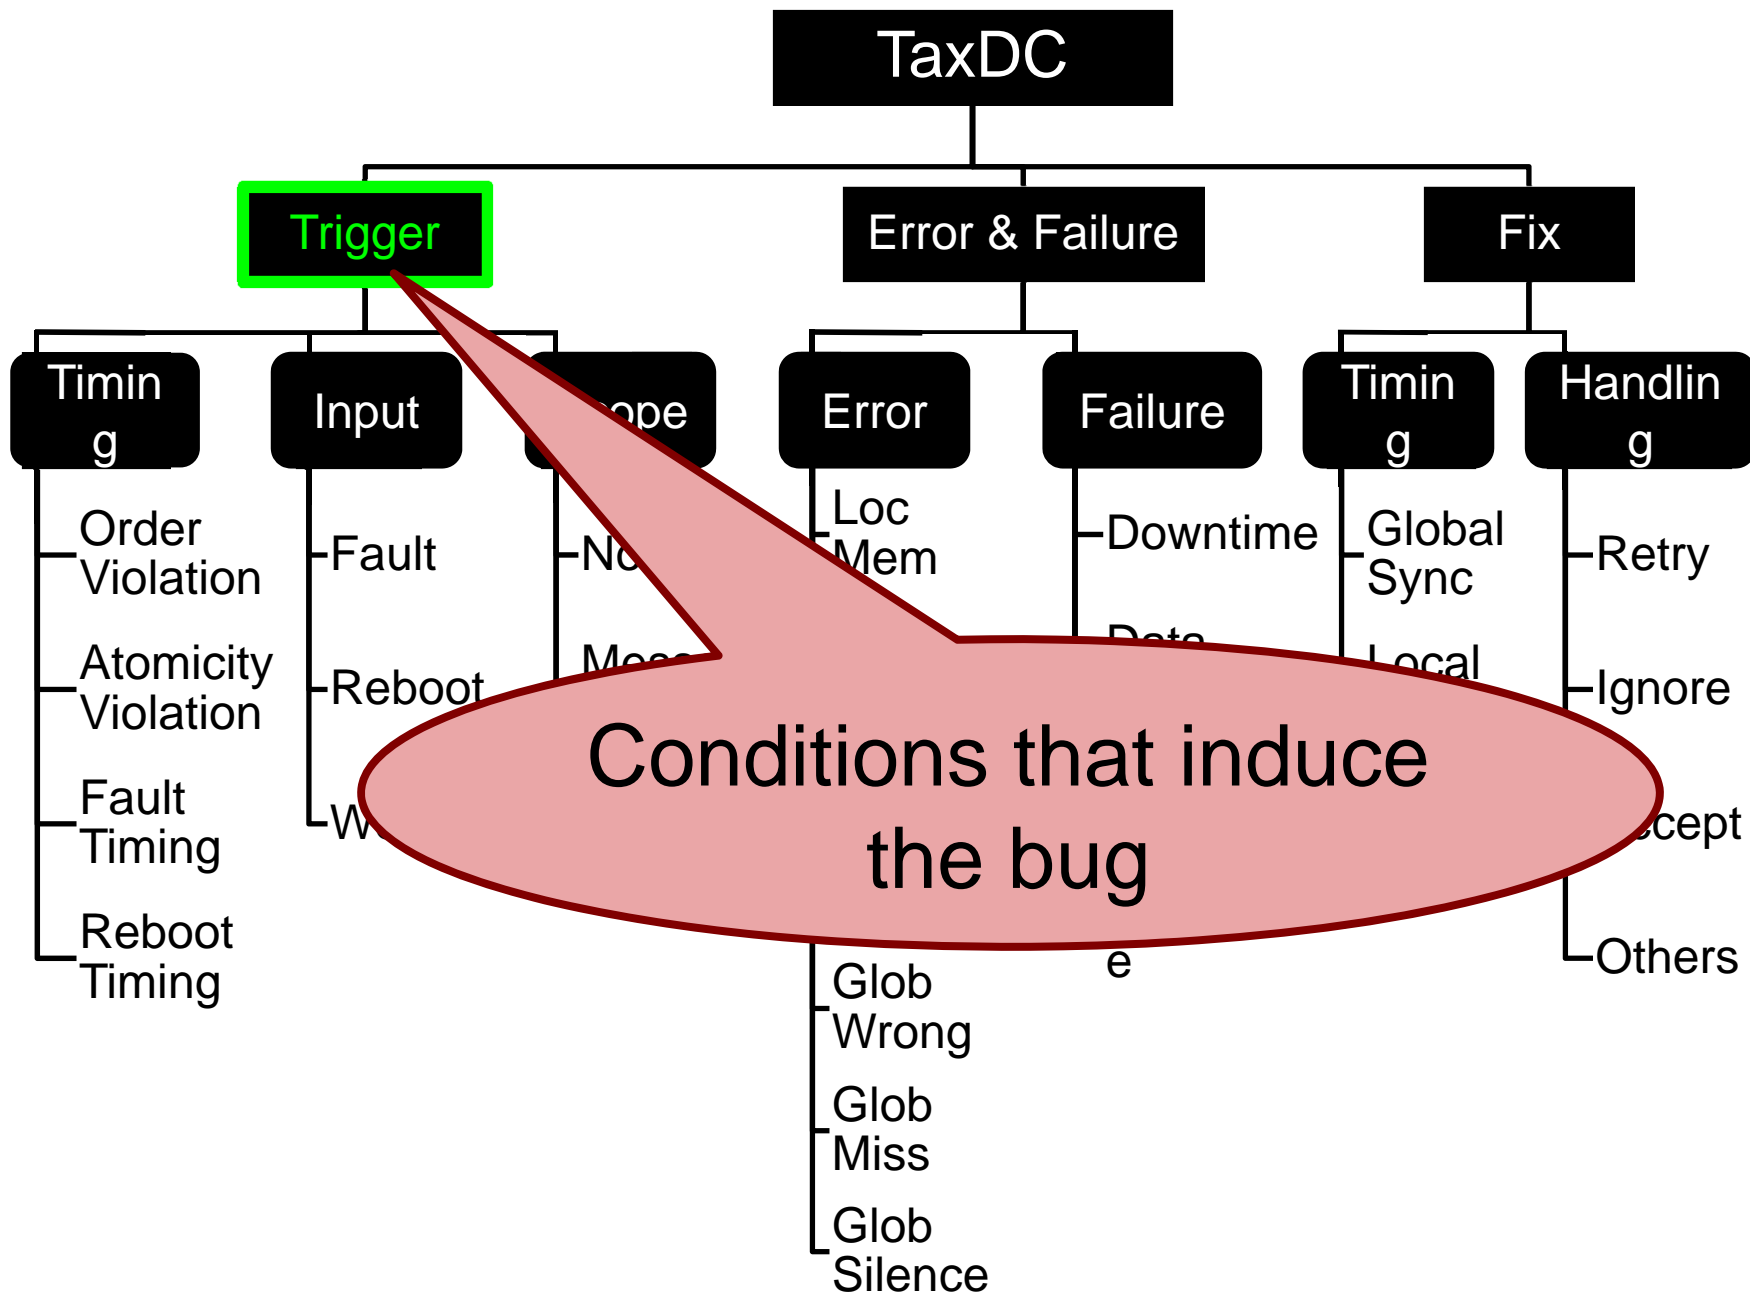 TaxDC
Trigger
Error & Failure
Fix
Timin
g
Input
Error
Failure
Timin
g
Handlin
g
Order
Violation
Atomicity
Violation
Fault
Timing
Reboot
Timing
Fault
Reboot
Loc
Mem
Glob
Wrong
Glob
Miss
Glob
Silence
Downtime
Data
e
Global
Sync
Local
Retry
Ignore
Others
Conditions that induce
the bug